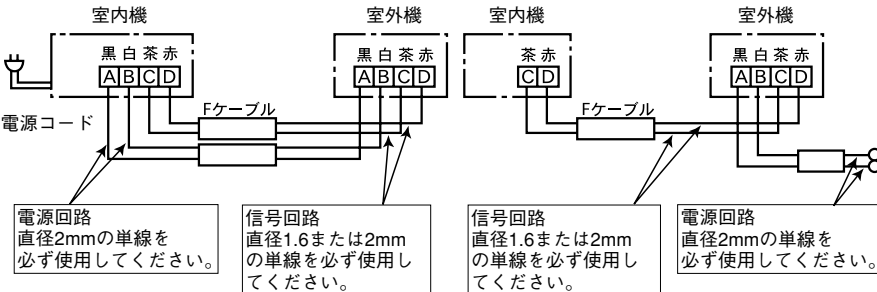 室内機
室外機
黒 白 茶 赤
A B C D
黒 白 茶 赤
A B C D
Fケーブル
電源コード
電源回路
直径2mmの単線を
必ず使用してください。
信号回路
直径1.6または2mm
の単線を必ず使用し
てください。
室内機
室外機
茶 赤
C D
黒 白 茶 赤
A B C D
Fケーブル
信号回路
直径1.6または2mm
の単線を必ず使用し
てください。
電源回路
直径2mmの単線を
必ず使用してください。